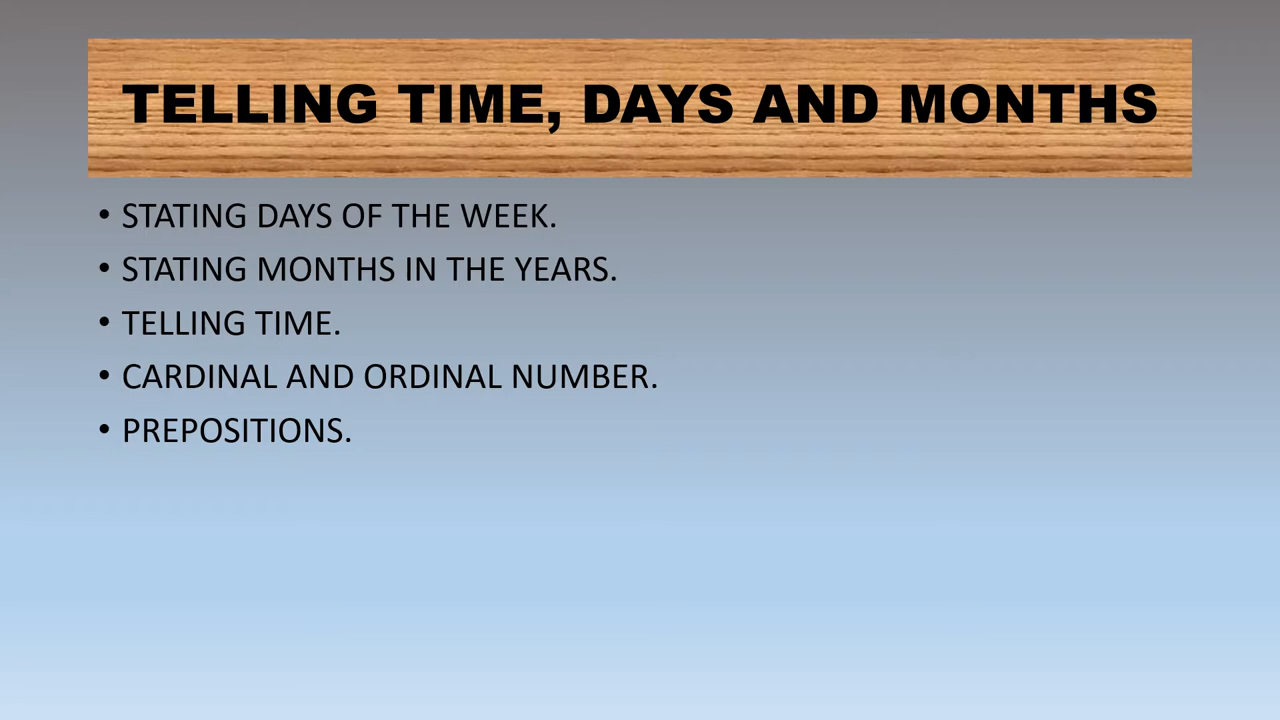 TELLING TIME, DAYS AND MONTHS
• STATING DAYS OF THE WEEK.
• STATING MONTHS IN THE YEARS.
• TELLING TIME.
• CARDINAL AND ORDINAL NUMBER.
• PREPOSITIONS.